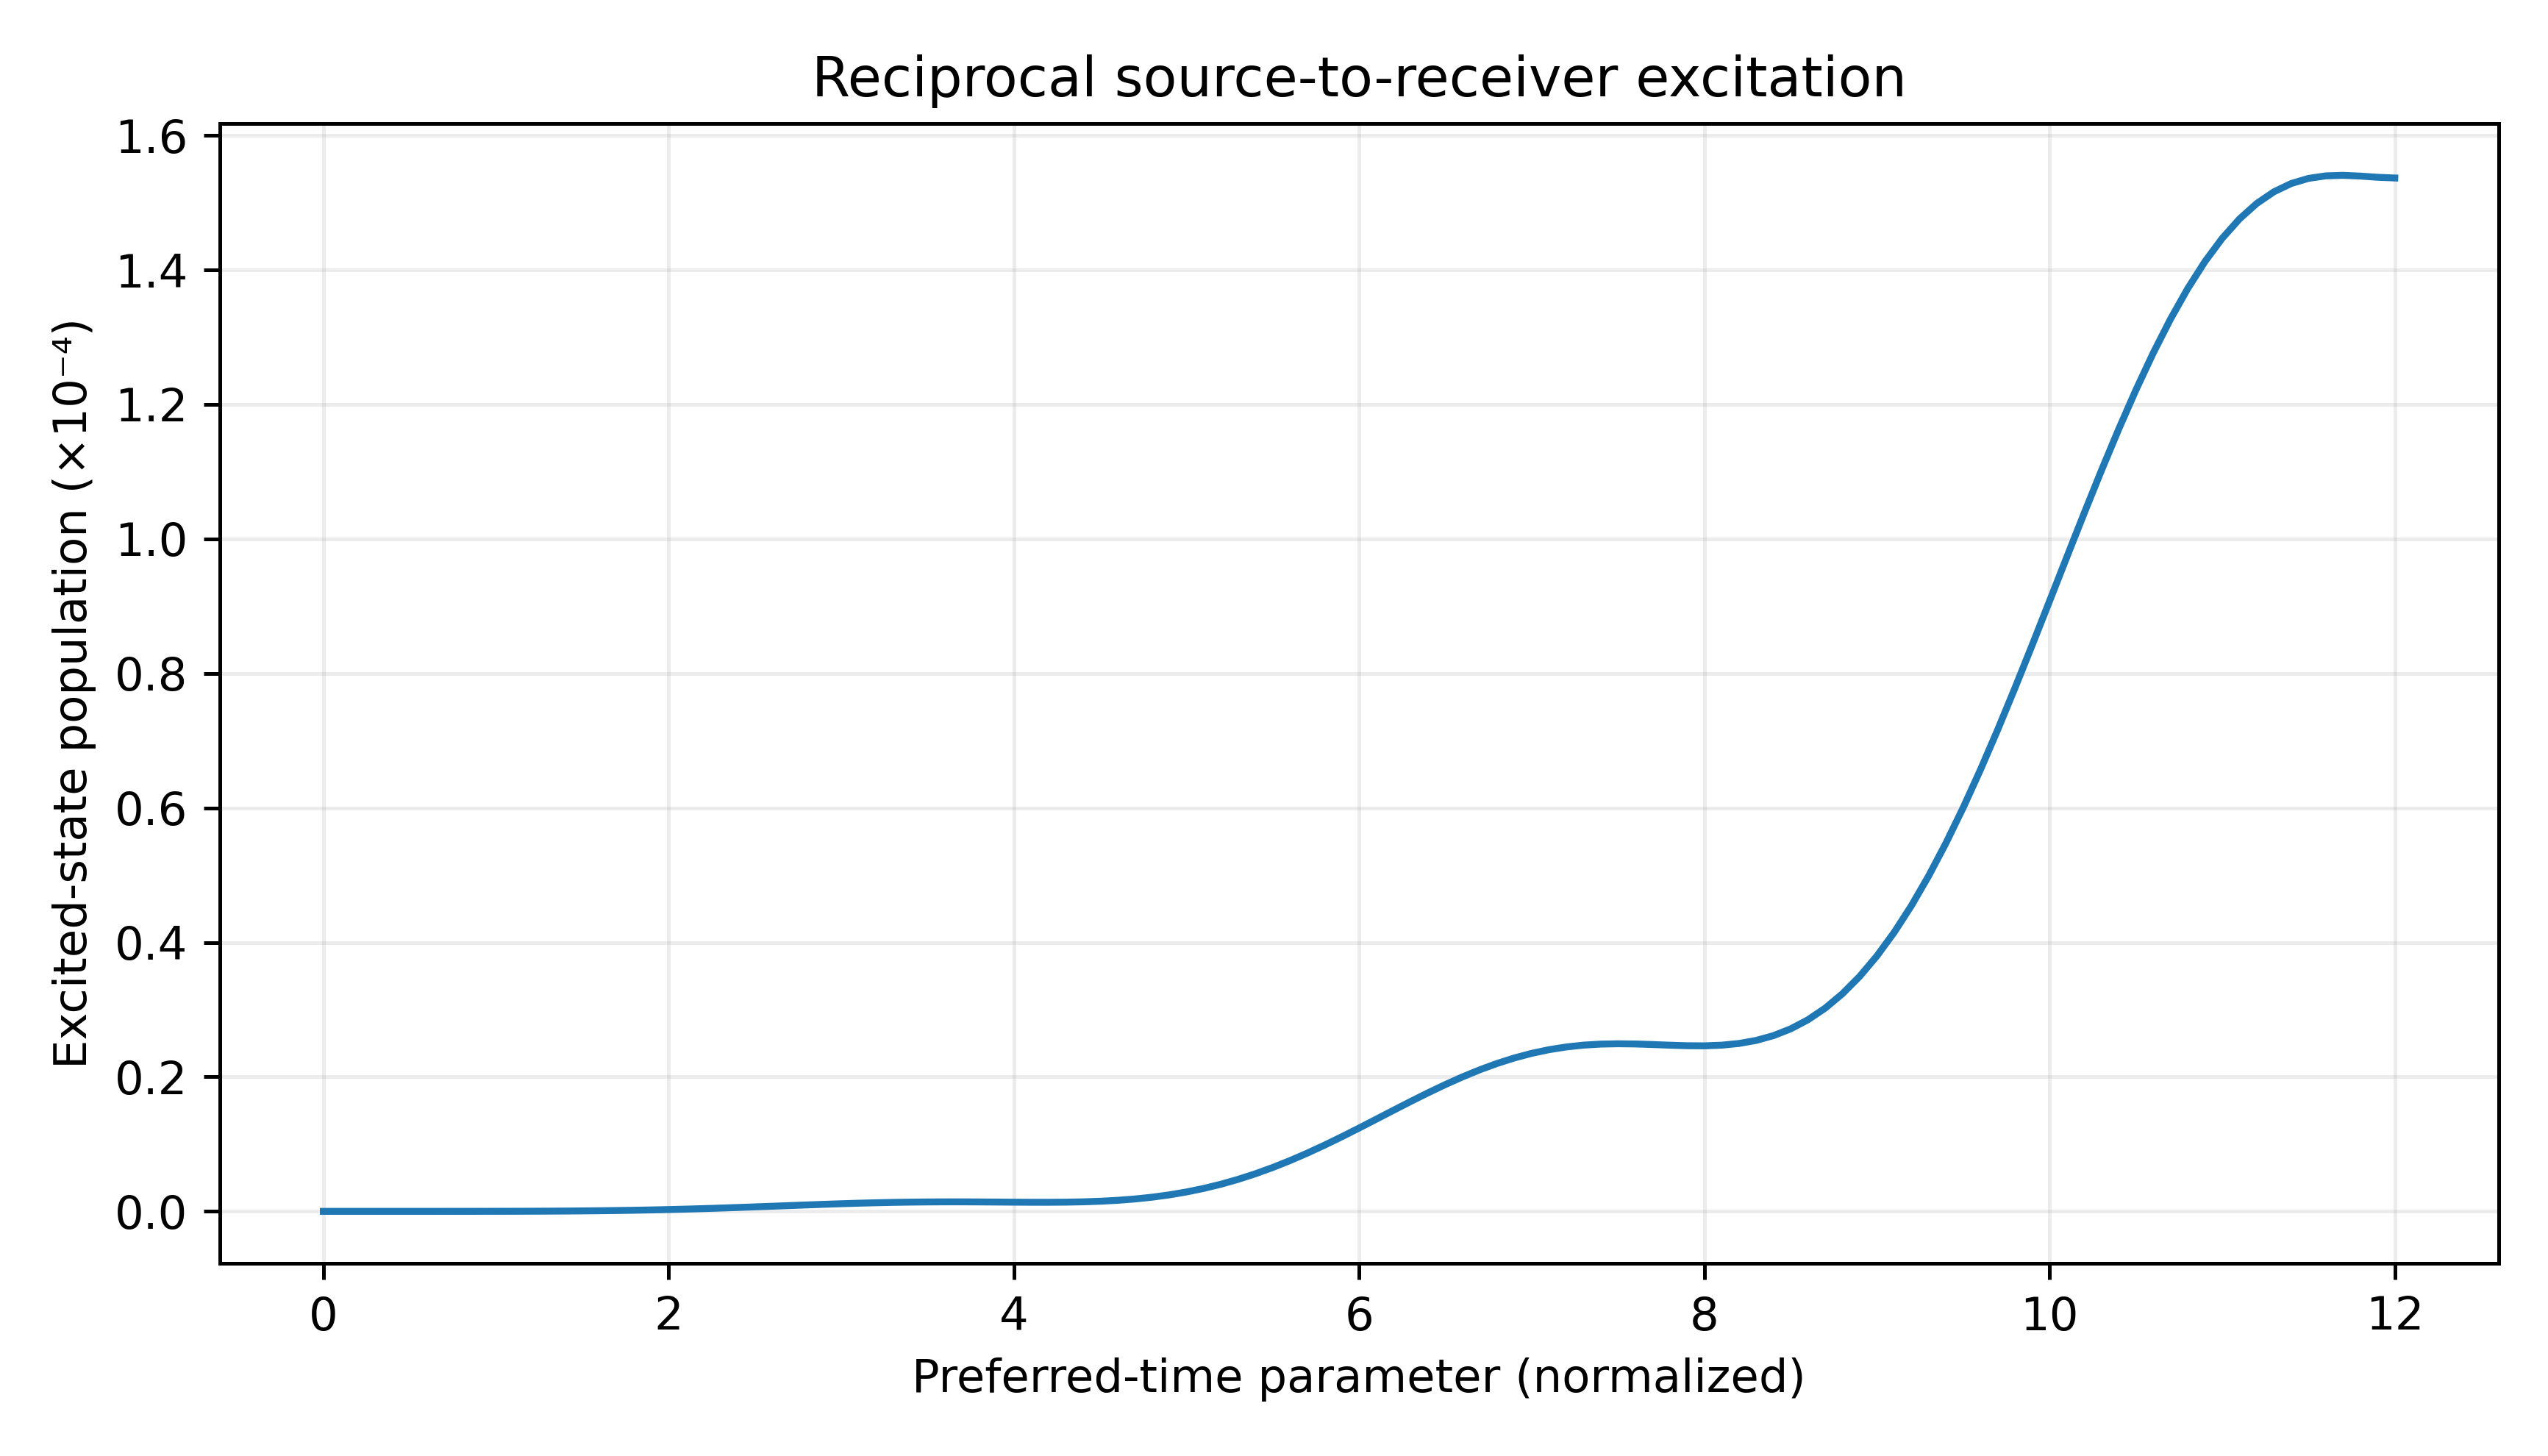 Reciprocal source-to-receiver excitation
Excited-state population (×10⁻⁴)
1.6
1.4
1.2
1.0
0.8
0.6
0.4
0.2
0.0
0 2 4 6 8 10 12
Preferred-time parameter (normalized)